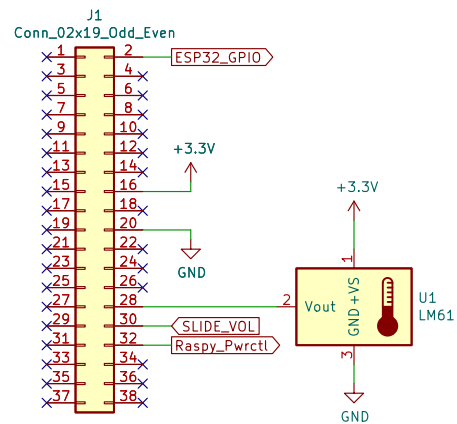 J1
Conn_02x19_Odd_Even
1 2 ESP32_GPIO
3 4
5 6
7 8
9 10
11 12
13 14
+3.3V
15 16
17 18
19 20
21 22
GND
23 24
25 26
27 28
29 30 SLIDE_VOL
31 32 Raspy_Pwrctl
33 34
35 36
37 38
+3.3V
1
2 Vout
GND +VS
U1
LM61
3
GND